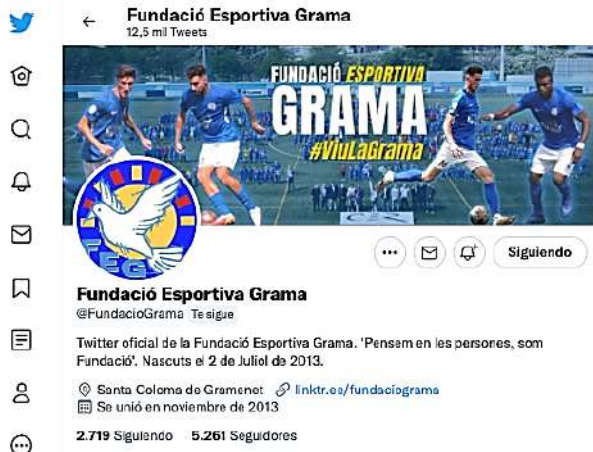 Fundació Esportiva Grama
12,5 mil Tweets
FUNDACIÓ ESPORTIVA
GRAMA
#ViuLaGrama
FEG
Siguiendo
Fundació Esportiva Grama
@FundacioGrama Te sigue
Twitter oficial de la Fundació Esportiva Grama. 'Pensem en les persones, som
Fundació'. Nascuts el 2 de Juliol de 2013.
Santa Coloma de Gramenet linktr.ee/fundaciograma
Se unió en noviembre de 2013
2.719 Siguiendo 5.261 Seguidores